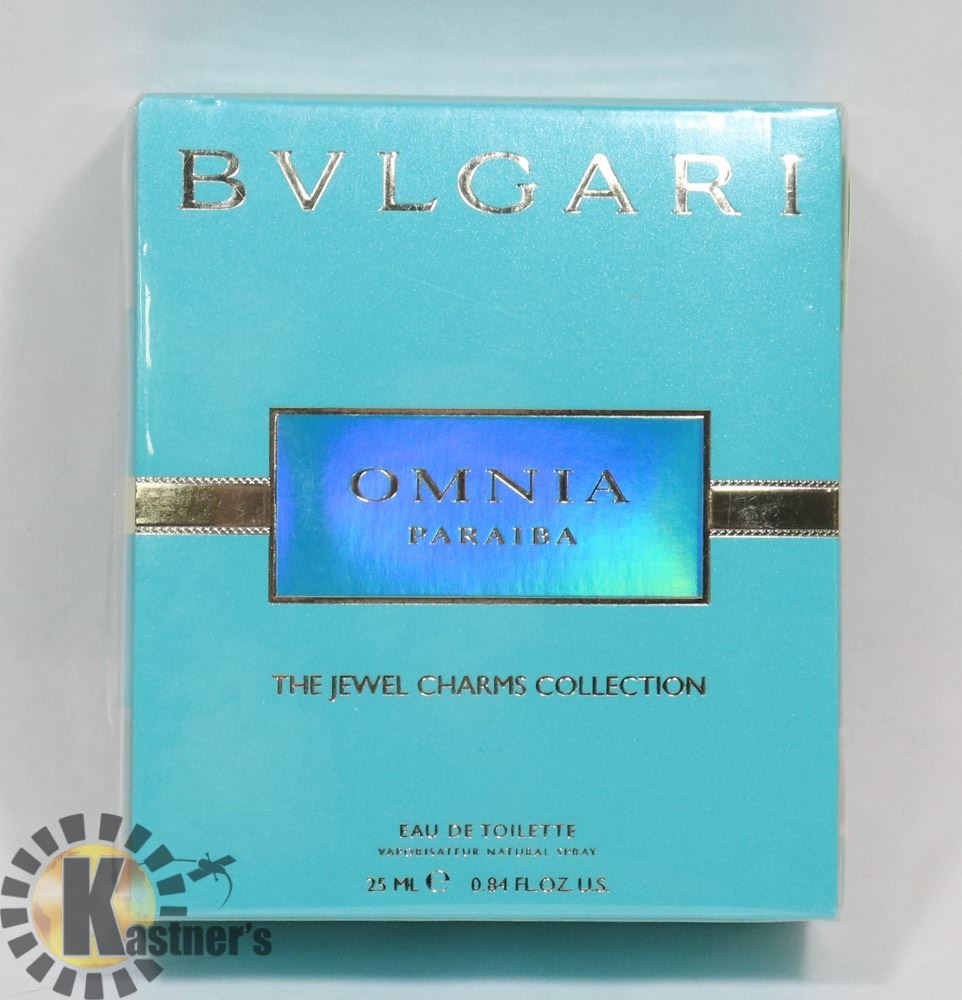 BVLGARI
OMNIA
PARAIBA
THE JEWEL CHARMS COLLECTION
EAU DE TOILETTE
VAPORISATEUR NATURAL SPRAY
25 ML ℮ 0.84 FL.OZ. U.S.
Kastner's